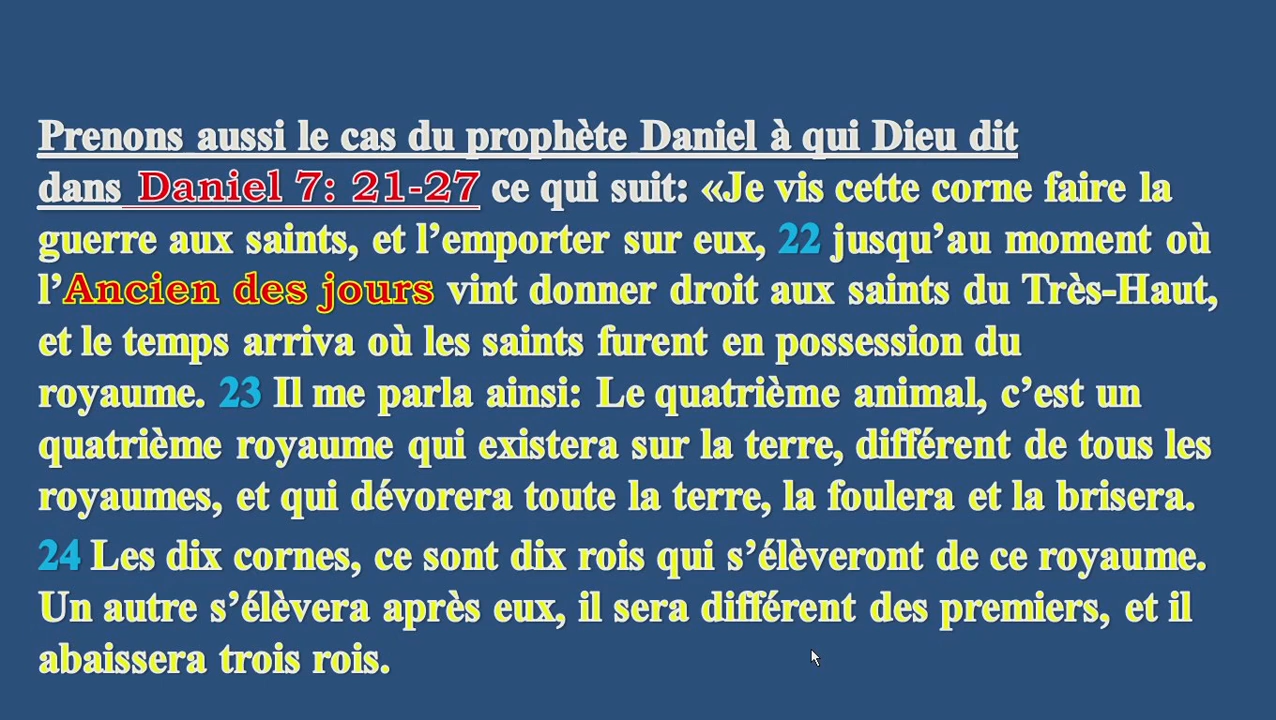 Prenons aussi le cas du prophète Daniel à qui Dieu dit
dans Daniel 7: 21-27 ce qui suit: «Je vis cette corne faire la
guerre aux saints, et l’emporter sur eux, 22 jusqu’au moment où
l’Ancien des jours vint donner droit aux saints du Très-Haut,
et le temps arriva où les saints furent en possession du
royaume. 23 Il me parla ainsi: Le quatrième animal, c’est un
quatrième royaume qui existera sur la terre, différent de tous les
royaumes, et qui dévorera toute la terre, la foulera et la brisera.
24 Les dix cornes, ce sont dix rois qui s’élèveront de ce royaume.
Un autre s’élèvera après eux, il sera différent des premiers, et il
abaissera trois rois.